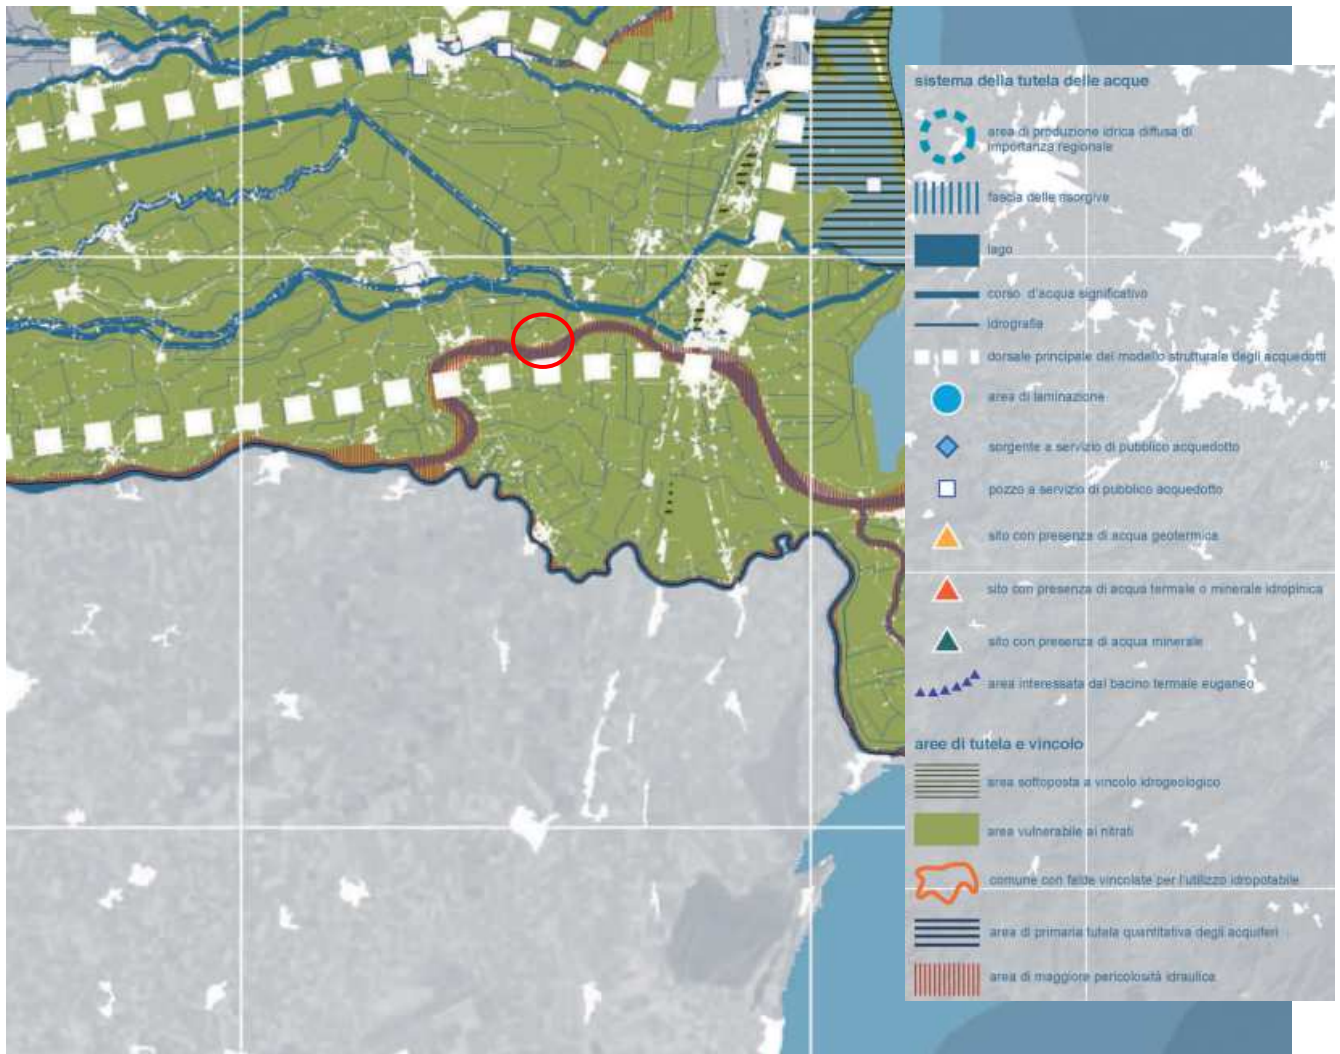 sistema della tutela delle acque
area di produzione idrica diffusa di
importanza regionale
fascia delle risorgive
lago
corso d'acqua significativo
idrografia
dorsale principale del modello strutturale degli acquedotti
area di laminazione
sorgente a servizio di pubblico acquedotto
pozzo a servizio di pubblico acquedotto
sito con presenza di acqua geotermica
sito con presenza di acqua termale o minerale idropinica
sito con presenza di acqua minerale
area interessata dal bacino termale euganeo
aree di tutela e vincolo
area sottoposta a vincolo idrogeologico
area vulnerabile ai nitrati
comune con falde vincolate per l'utilizzo idropotabile
area di primaria tutela quantitativa degli acquiferi
area di maggiore pericolosità idraulica